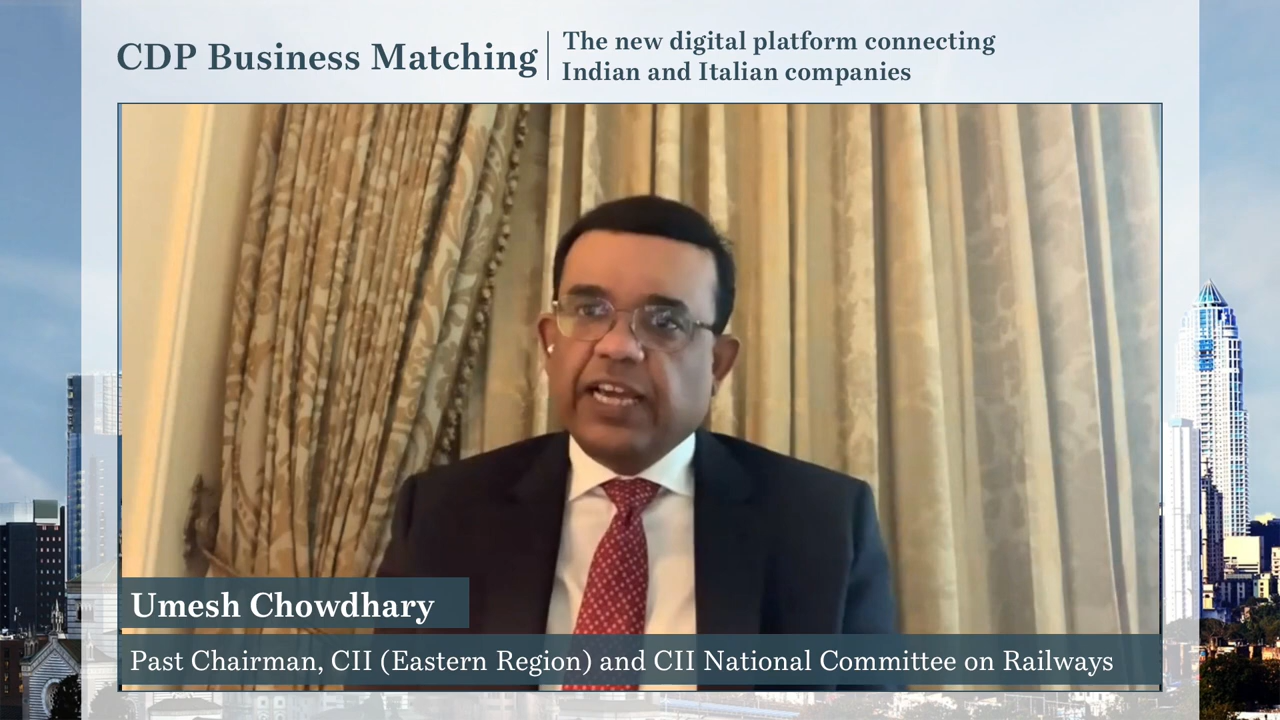 CDP Business Matching
The new digital platform connecting
Indian and Italian companies
Umesh Chowdhary
Past Chairman, CII (Eastern Region) and CII National Committee on Railways